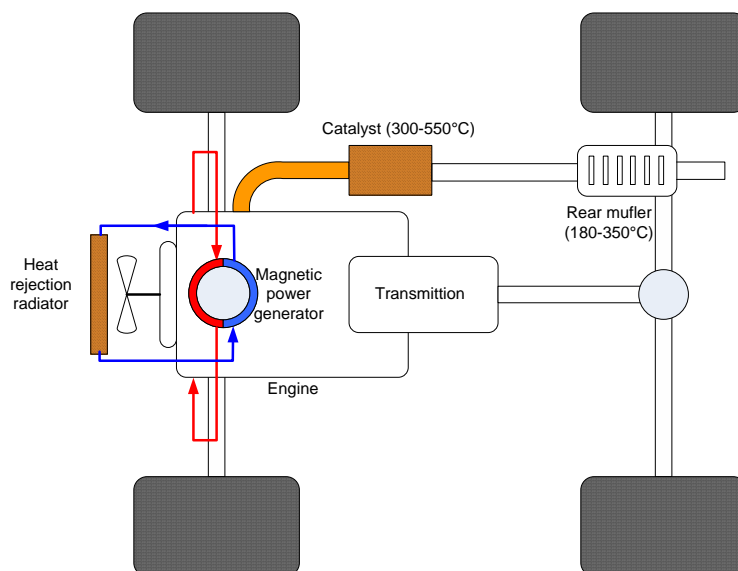 Catalyst (300-550°C)
Rear mufler
(180-350°C)
Heat
rejection
radiator
Magnetic
power
generator
Transmittion
Engine